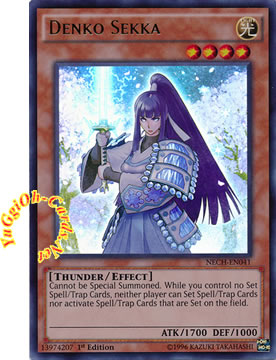 DENKO SEKKA
光
YuGgiOh-Cards.Net
NECH-EN041
[THUNDER/EFFECT]
Cannot be Special Summoned. While you control no Set
Spell/Trap Cards, neither player can Set Spell/Trap Cards
nor activate Spell/Trap Cards that are Set on the field.
ATK/1700 DEF/1000
13974207 1st Edition ©1996 KAZUKI TAKAHASHI